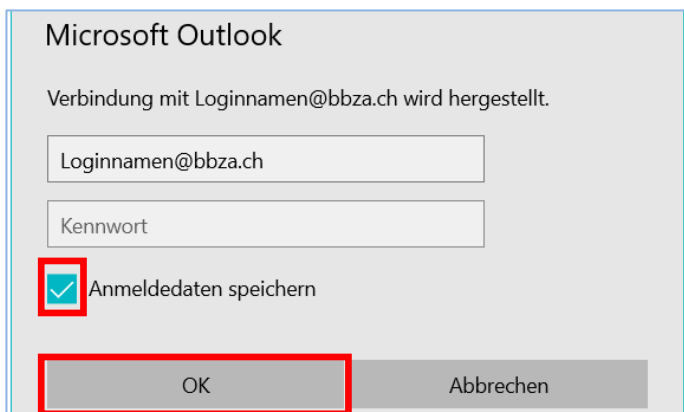 Microsoft Outlook
Verbindung mit Loginnamen@bbza.ch wird hergestellt.
Loginnamen@bbza.ch
Kennwort
Anmeldedaten speichern
OK Abbrechen